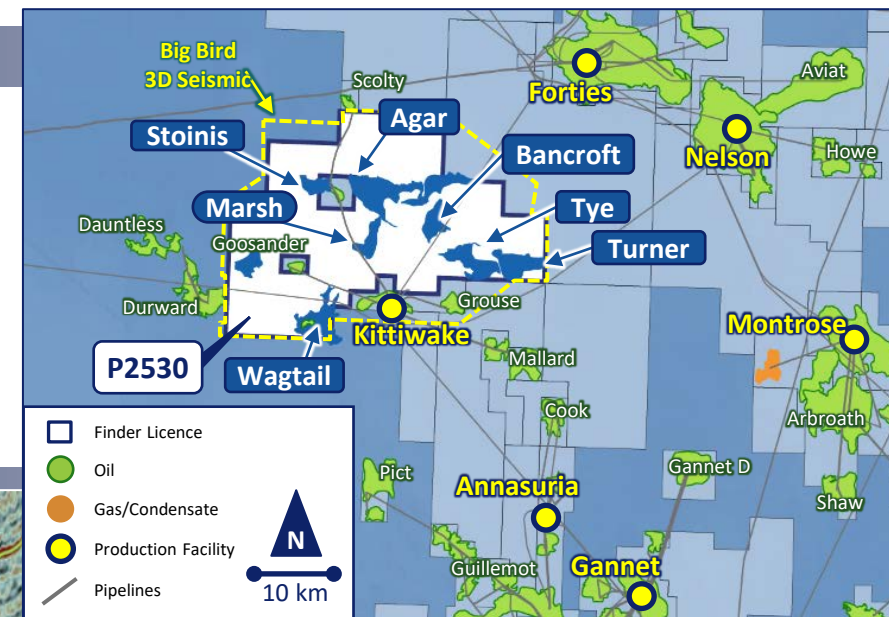 Big Bird
3D Seismic
Scolty
Forties
Aviat
Stoinis
Agar
Nelson
Bancroft
Howe
Marsh
Tye
Dauntless
Goosander
Turner
Durward
Grouse
Kittiwake
Montrose
P2530
Wagtail
Mallard
Cook
Arbroath
Finder Licence
Oil
Gas/Condensate
Production Facility
Pipelines
N
10 km
Pict
Gannet D
Annasuria
Shaw
Guillemot
Gannet